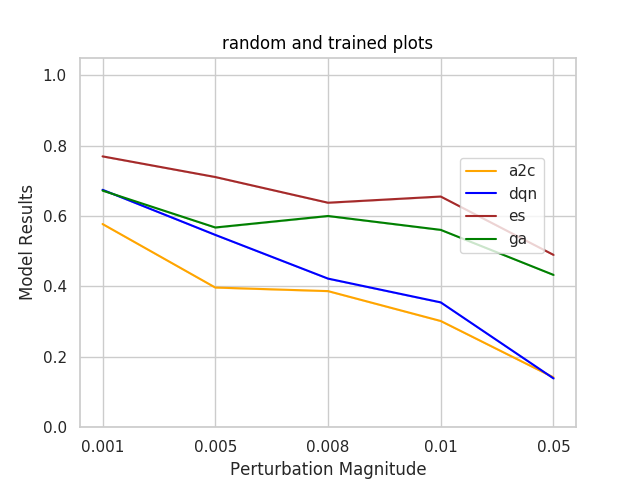 random and trained plots
1.0
0.8
0.6
0.4
0.2
0.0
Model Results
a2c
dqn
es
ga
0.001 0.005 0.008 0.01 0.05
Perturbation Magnitude